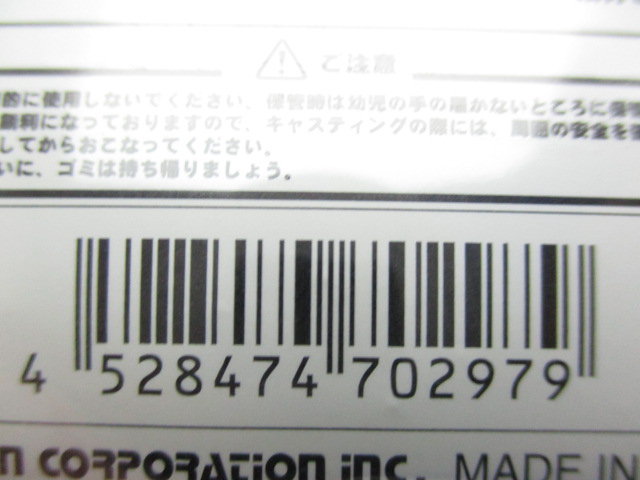 ご注意
的に使用しないでください、保管時は幼児の手の届かないところに保管
鋭利になっておりますので、キャスティングの際には、周囲の安全を
してからおこなってください。
いに、ゴミは持ち帰りましょう。
4 528474 702979
n CORPORATION inc. MADE IN